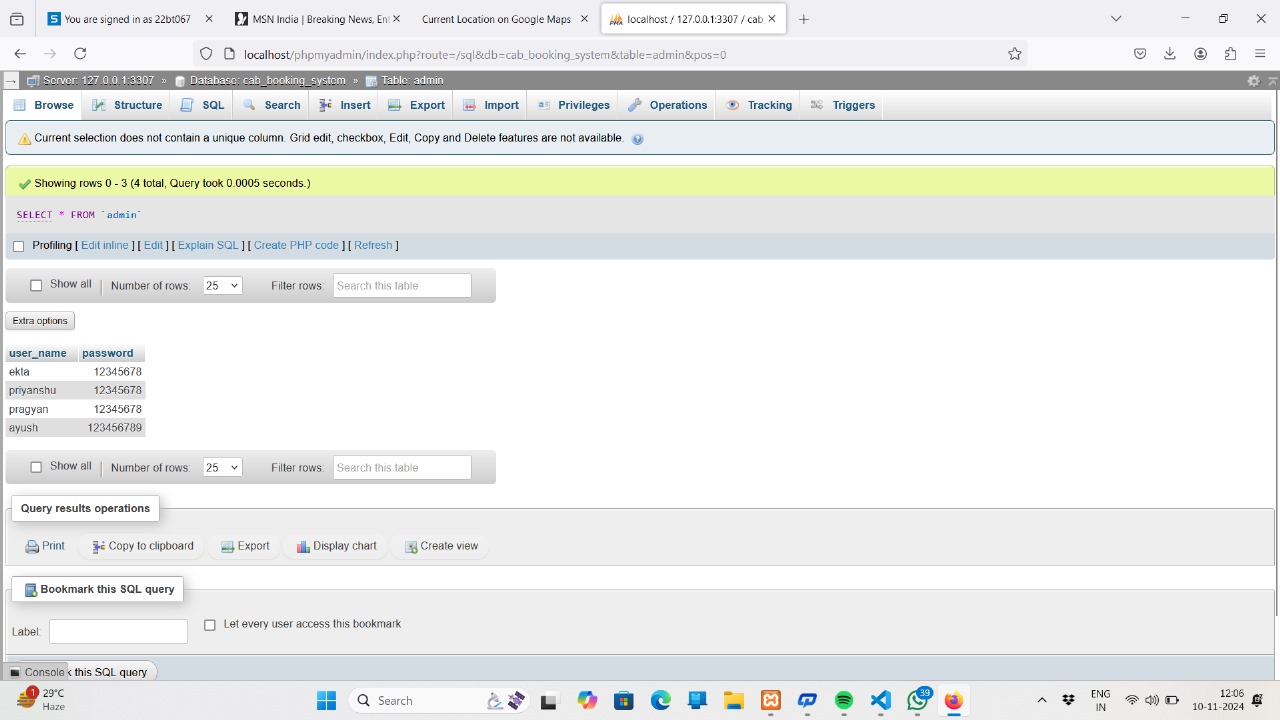 You are signed in as 22bt067
MSN India | Breaking News, Ent
Current Location on Google Maps
localhost / 127.0.0.1:3307 / cab
localhost/phpmyadmin/index.php?route=/sql&db=cab_booking_system&table=admin&pos=0
Server: 127.0.0.1:3307 » Database: cab_booking_system » Table: admin
Browse Structure SQL Search Insert Export Import Privileges Operations Tracking Triggers
Current selection does not contain a unique column. Grid edit, checkbox, Edit, Copy and Delete features are not available.
Showing rows 0 - 3 (4 total, Query took 0.0005 seconds.)
SELECT * FROM `admin`
Profiling [ Edit inline ] [ Edit ] [ Explain SQL ] [ Create PHP code ] [ Refresh ]
Show all | Number of rows: 25 Filter rows: Search this table
Extra options
user_name password
ekta 12345678
priyanshu 12345678
pragyan 12345678
ayush 123456789
Show all | Number of rows: 25 Filter rows: Search this table
Query results operations
Print Copy to clipboard Export Display chart Create view
Bookmark this SQL query
Label: Let every user access this bookmark
Console k this SQL query
1 29°C
Haze
Search
39
ENG
IN
12:06
10-11-2024